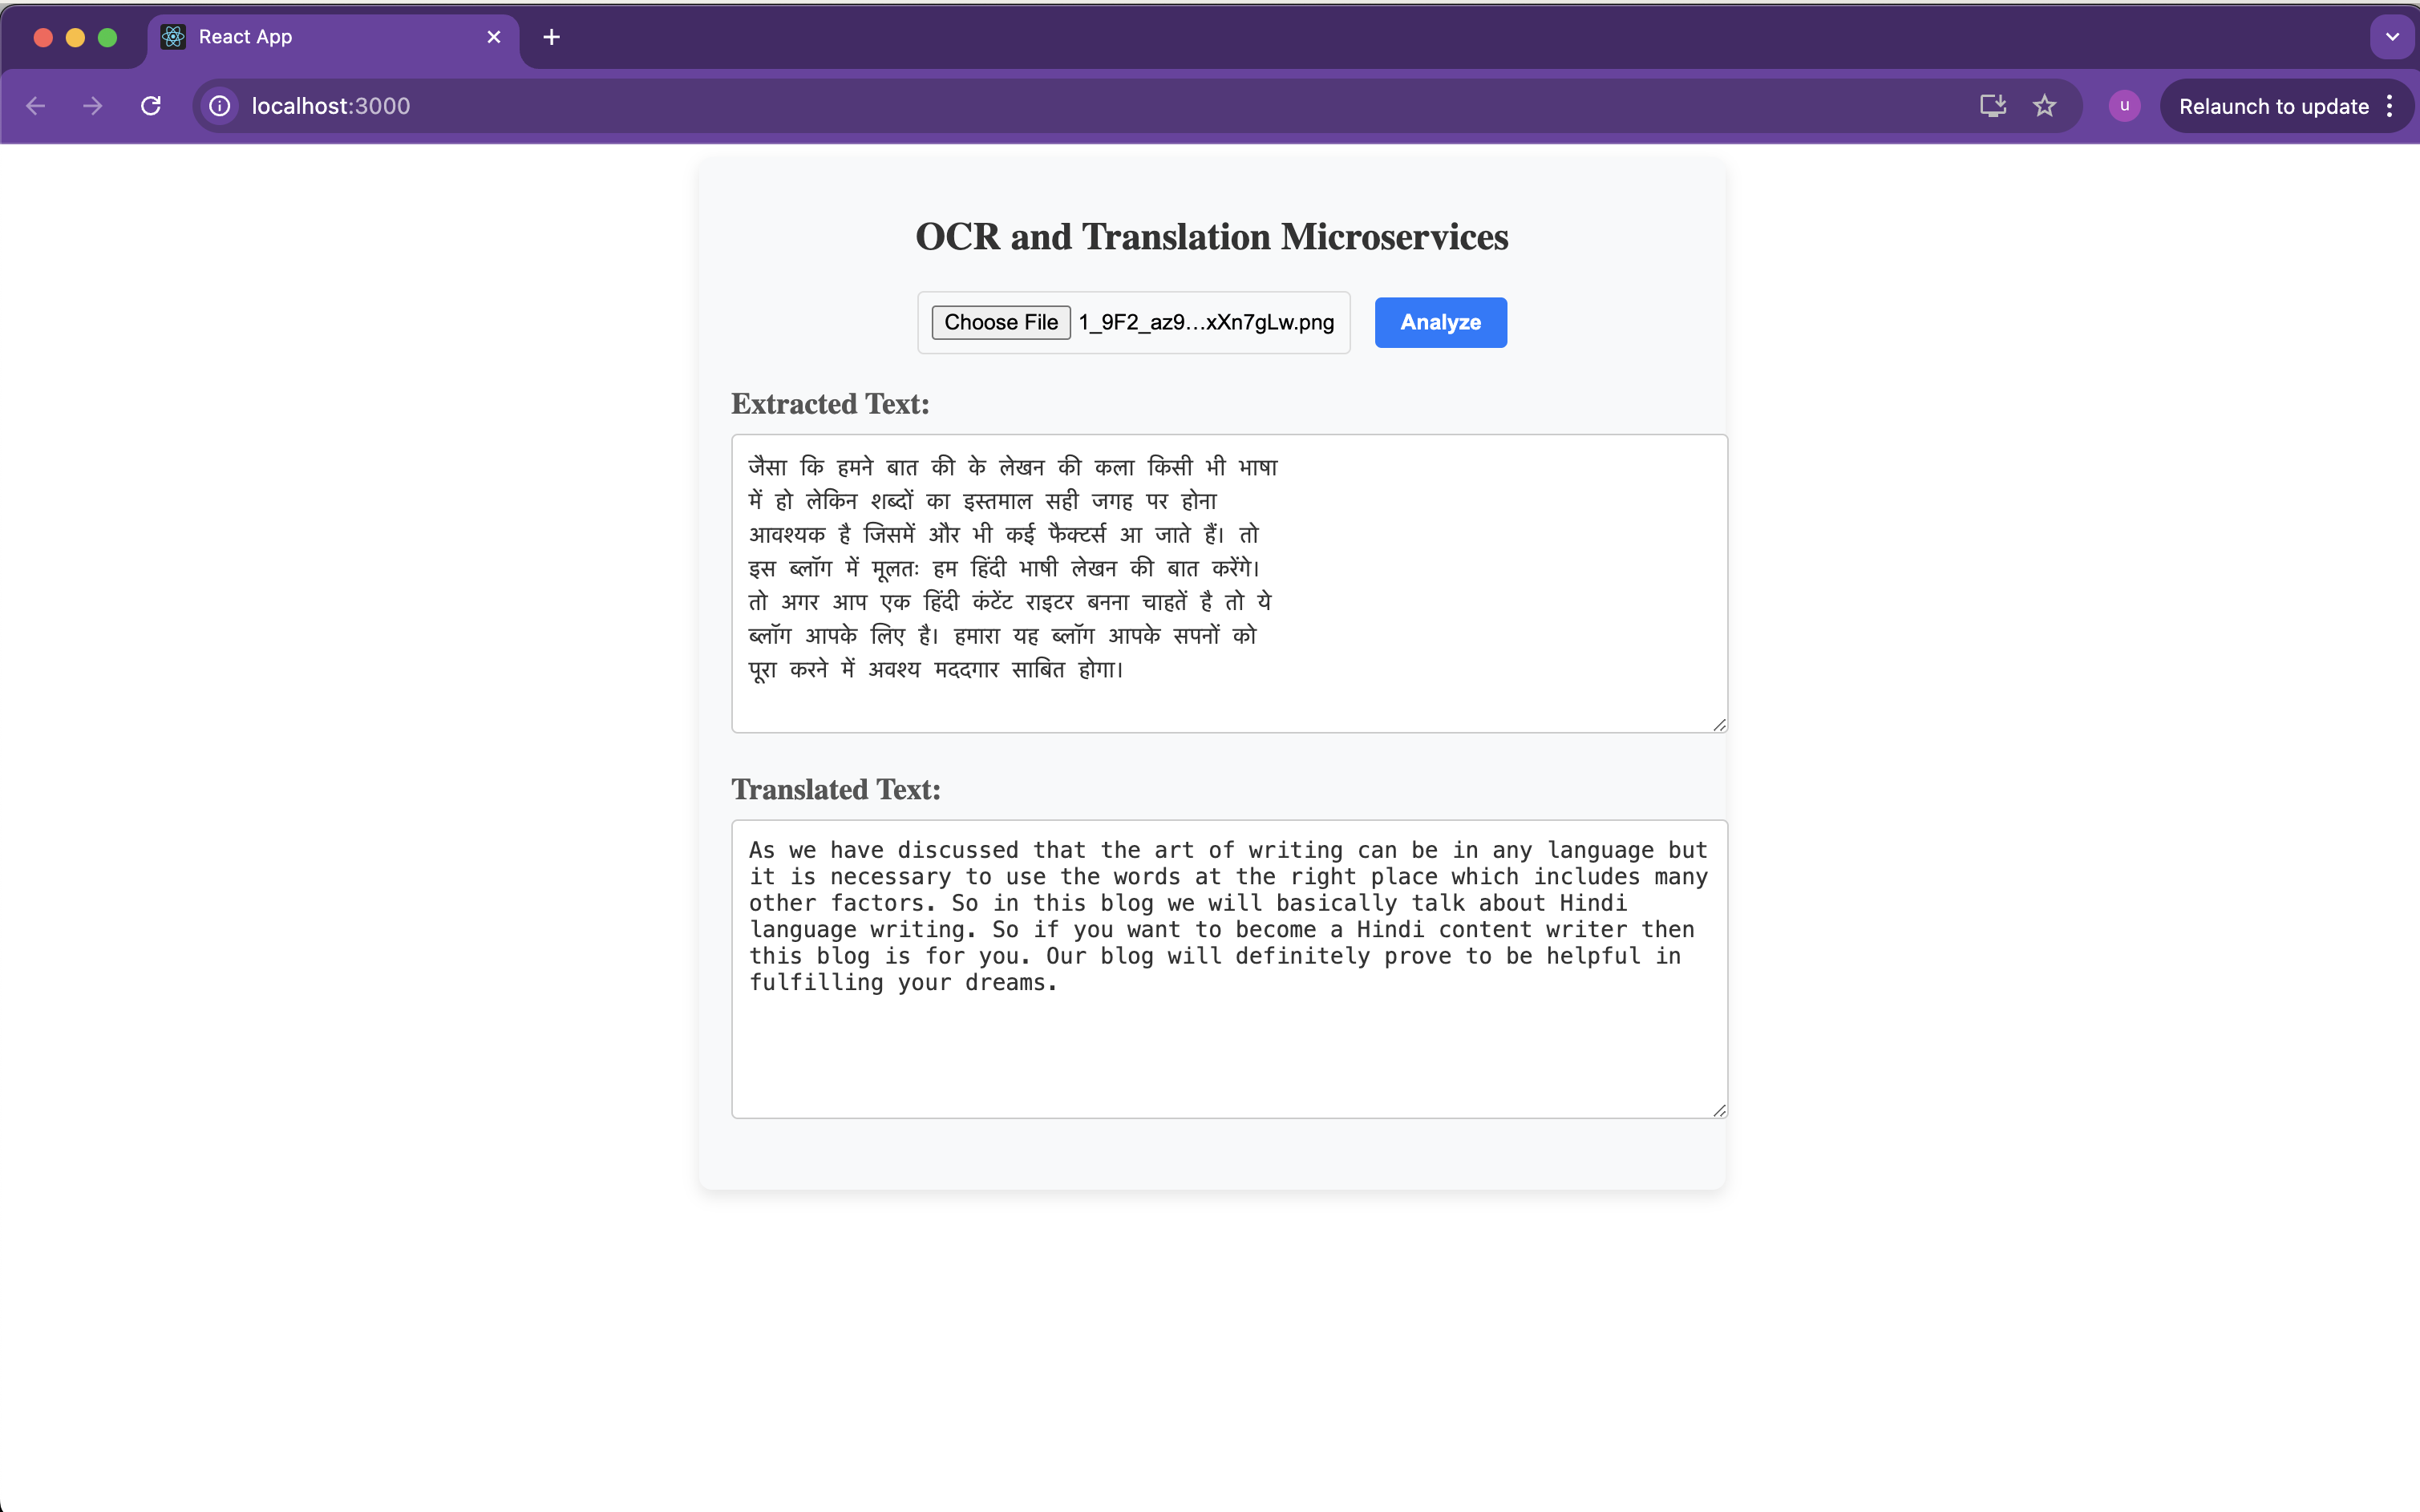 React App
localhost:3000
u
Relaunch to update
OCR and Translation Microservices
Choose File 1_9F2_az9...xXn7gLw.png Analyze
Extracted Text:
जैसा कि हमने बात की के लेखन की कला किसी भी भाषा
में हो लेकिन शब्दों का इस्तमाल सही जगह पर होना
आवश्यक है जिसमें और भी कई फैक्टर्स आ जाते हैं। तो
इस ब्लॉग में मूलतः हम हिंदी भाषी लेखन की बात करेंगे।
तो अगर आप एक हिंदी कंटेंट राइटर बनना चाहतें है तो ये
ब्लॉग आपके लिए है। हमारा यह ब्लॉग आपके सपनों को
पूरा करने में अवश्य मददगार साबित होगा।
Translated Text:
As we have discussed that the art of writing can be in any language but
it is necessary to use the words at the right place which includes many
other factors. So in this blog we will basically talk about Hindi
language writing. So if you want to become a Hindi content writer then
this blog is for you. Our blog will definitely prove to be helpful in
fulfilling your dreams.